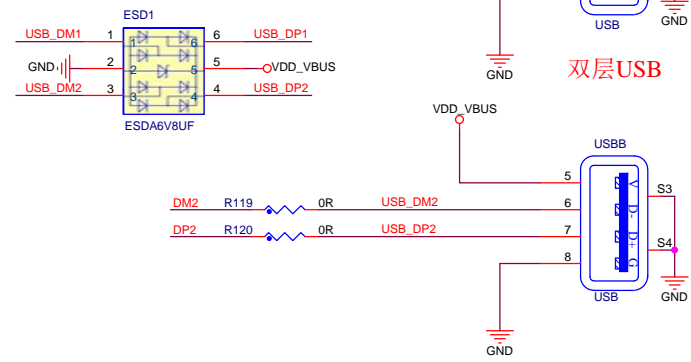 ESD1
USB_DM1 1 1 6 6 USB_DP1
GND 2 2 5 5 VDD_VBUS
USB_DM2 3 3 4 4 USB_DP2
ESDA6V8UF
USB
GND
GND
双层USB
VDD_VBUS
USBB
5 V
S3
DM2 R119 0R USB_DM2 6 D-
DP2 R120 0R USB_DP2 7 D+
S4
8 G
USB
GND
GND